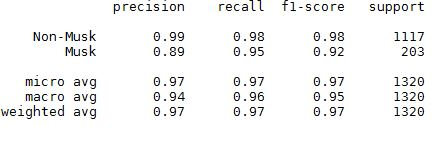 precision recall f1-score support
Non-Musk 0.99 0.98 0.98 1117
Musk 0.89 0.95 0.92 203
micro avg 0.97 0.97 0.97 1320
macro avg 0.94 0.96 0.95 1320
weighted avg 0.97 0.97 0.97 1320